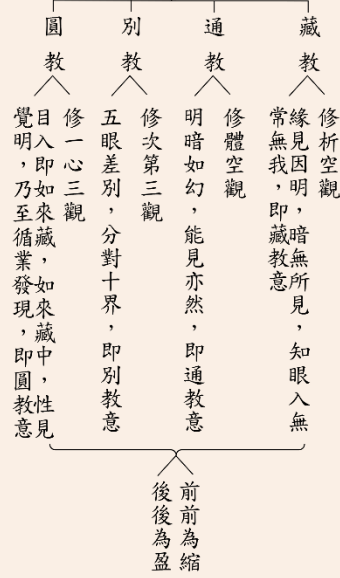 藏教
修析空觀
緣見因明，暗無所見，知眼入無
常無我，即藏教意
通教
修體空觀
明暗如幻，能見亦然，即通教意
別教
修次第三觀
五眼差別，分對十界，即別教意
圓教
修一心三觀
目入即如來藏，如來藏中，性見
覺明，乃至循業發現，即圓教意
前前為縮
後後為盈